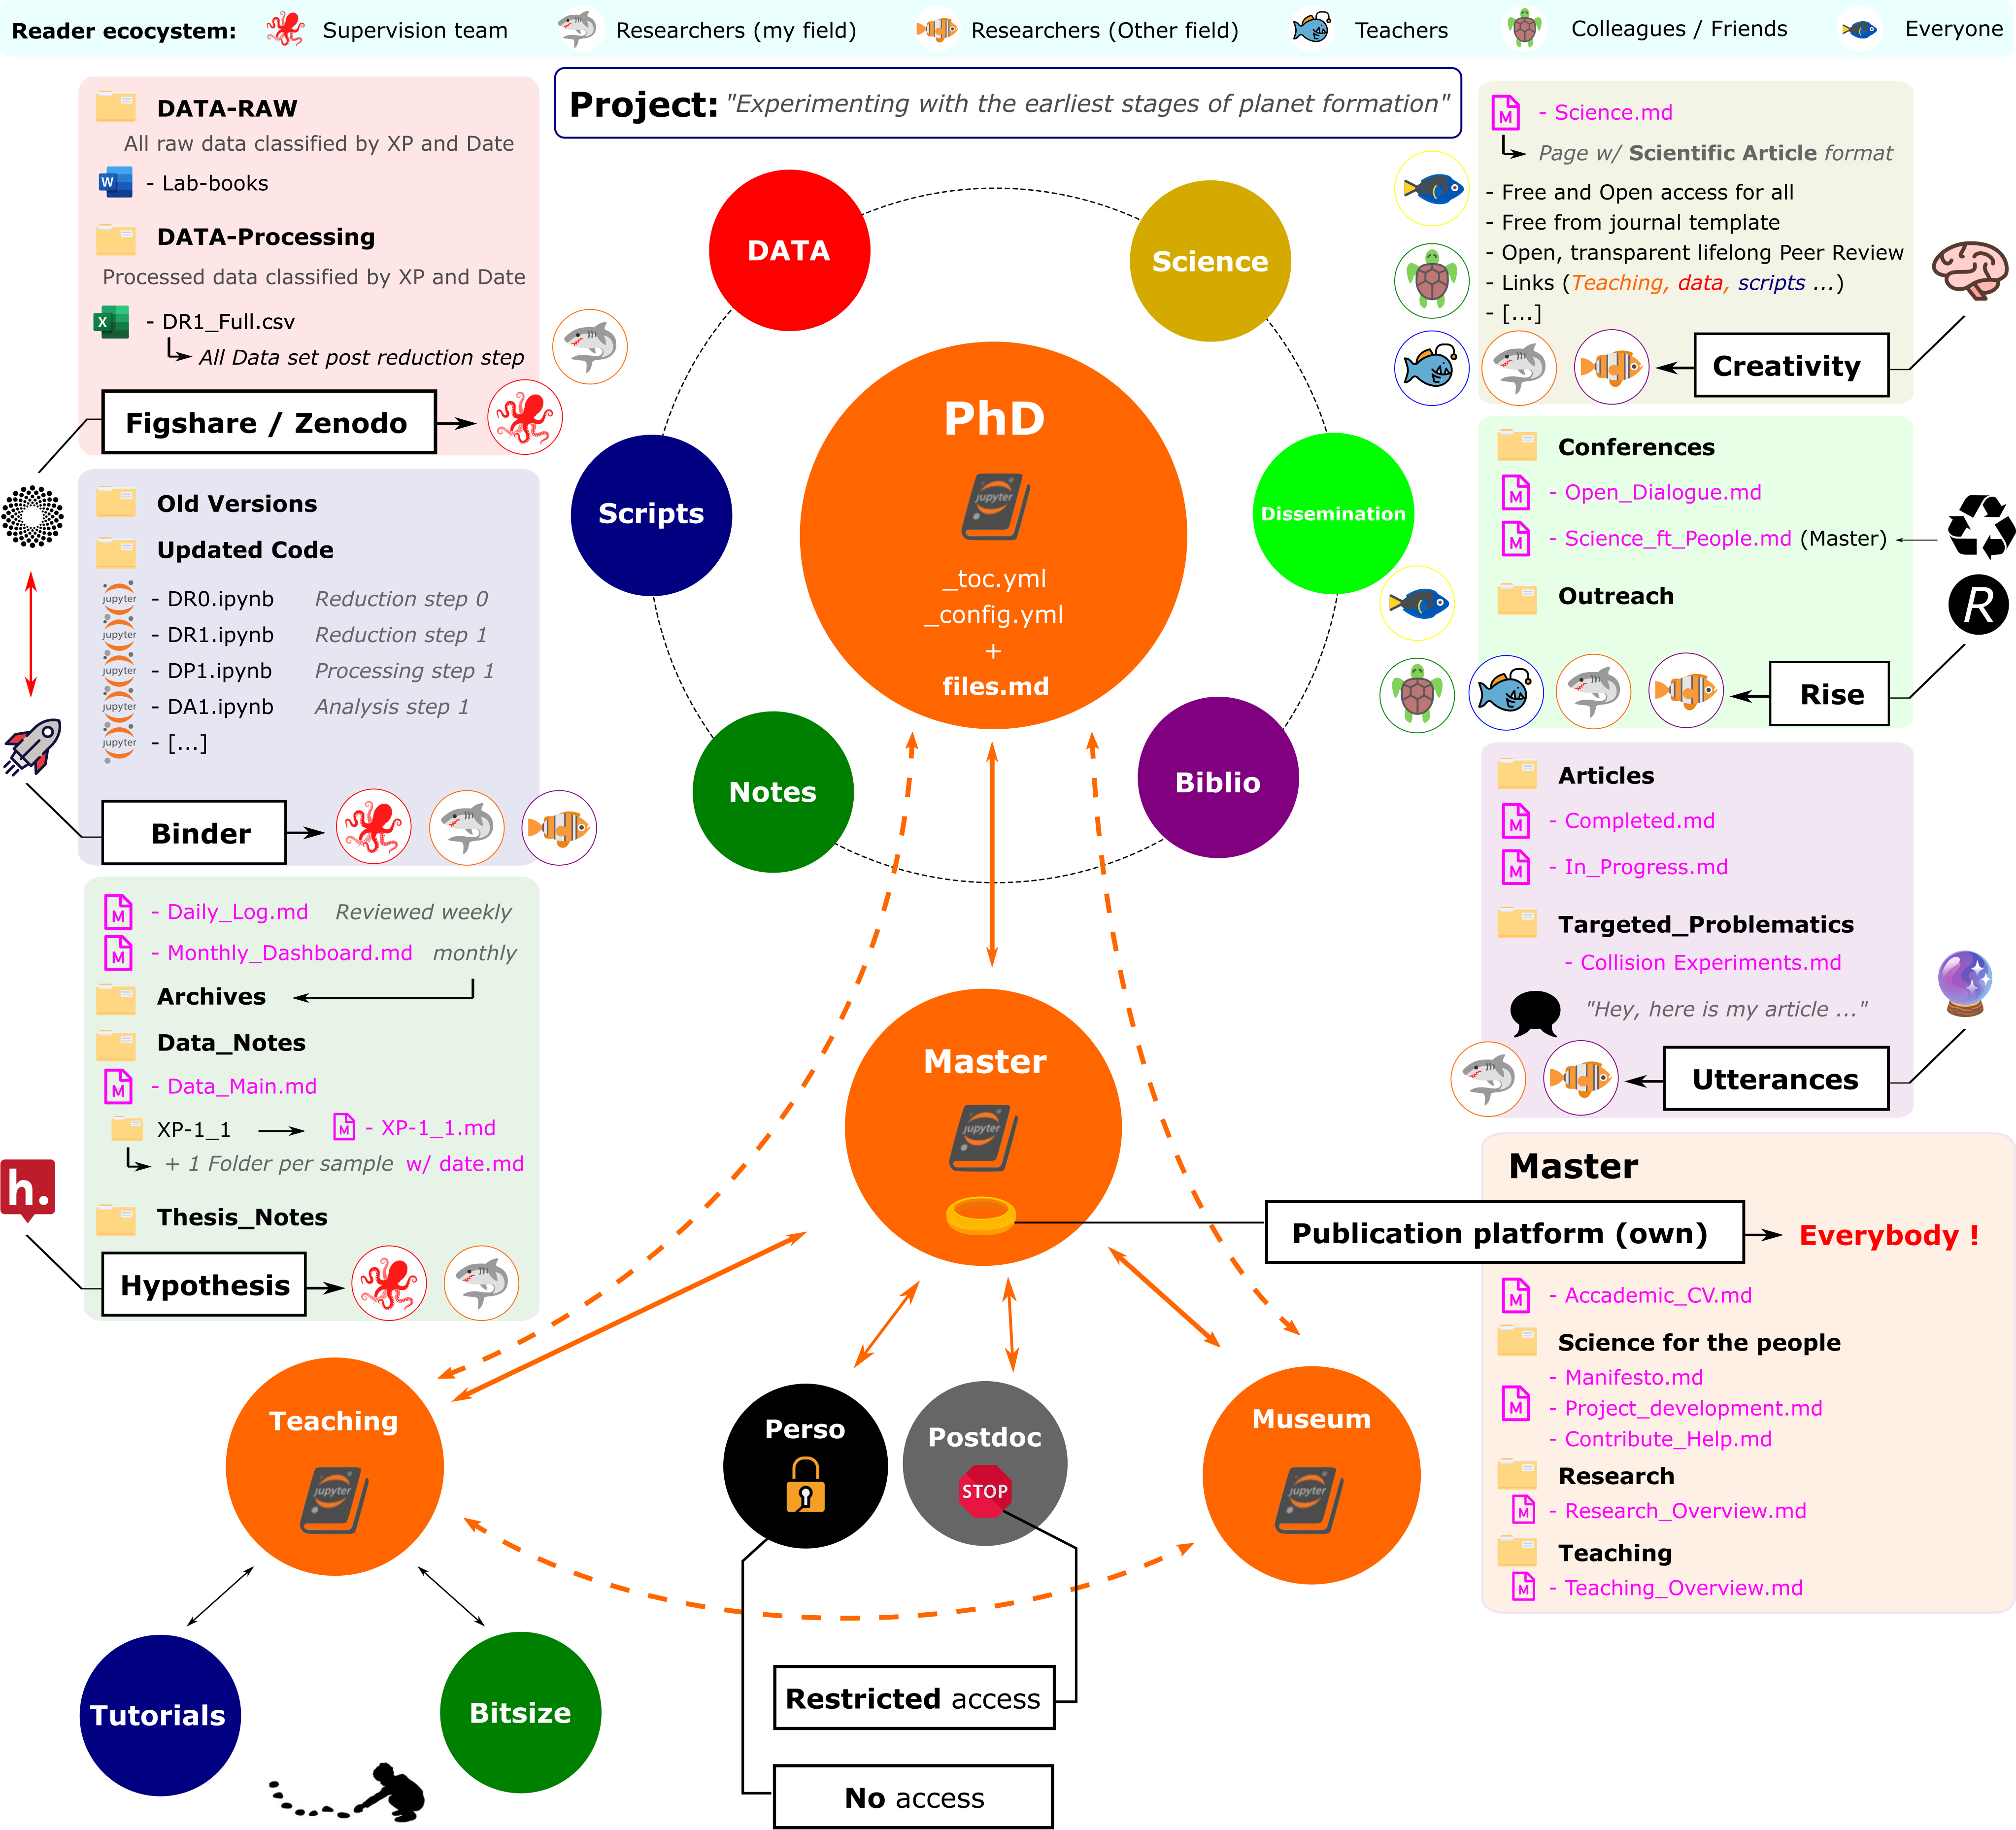 Reader ecocystem: Supervision team Researchers (my field) Researchers (Other field) Teachers Colleagues / Friends Everyone
Project: "Experimenting with the earliest stages of planet formation"
DATA-RAW
All raw data classified by XP and Date
W - Lab-books
DATA-Processing
Processed data classified by XP and Date
X - DR1_Full.csv
All Data set post reduction step
Figshare / Zenodo
Old Versions
Updated Code
jupyter - DR0.ipynb Reduction step 0
jupyter - DR1.ipynb Reduction step 1
jupyter - DP1.ipynb Processing step 1
jupyter - DA1.ipynb Analysis step 1
jupyter - [...]
Binder
M - Daily_Log.md Reviewed weekly
M - Monthly_Dashboard.md monthly
Archives
Data_Notes
M - Data_Main.md
XP-1_1 M - XP-1_1.md
+ 1 Folder per sample w/ date.md
h.
Thesis_Notes
Hypothesis
DATA
Science
Scripts
Dissemination
Notes
Biblio
PhD
jupyter
_toc.yml
_config.yml
+
files.md
Master
jupyter
Teaching
jupyter
Perso
Postdoc
STOP
Museum
jupyter
Tutorials
Bitsize
Restricted access
No access
M - Science.md
Page w/ Scientific Article format
- Free and Open access for all
- Free from journal template
- Open, transparent lifelong Peer Review
- Links (Teaching, data, scripts ...)
- [...]
Creativity
Conferences
M - Open_Dialogue.md
M - Science_ft_People.md (Master)
Outreach
R
Rise
Articles
M - Completed.md
M - In_Progress.md
Targeted_Problematics
- Collision Experiments.md
"Hey, here is my article ..."
Utterances
Master
Publication platform (own) Everybody !
M - Accademic_CV.md
Science for the people
- Manifesto.md
M - Project_development.md
- Contribute_Help.md
Research
M - Research_Overview.md
Teaching
M - Teaching_Overview.md